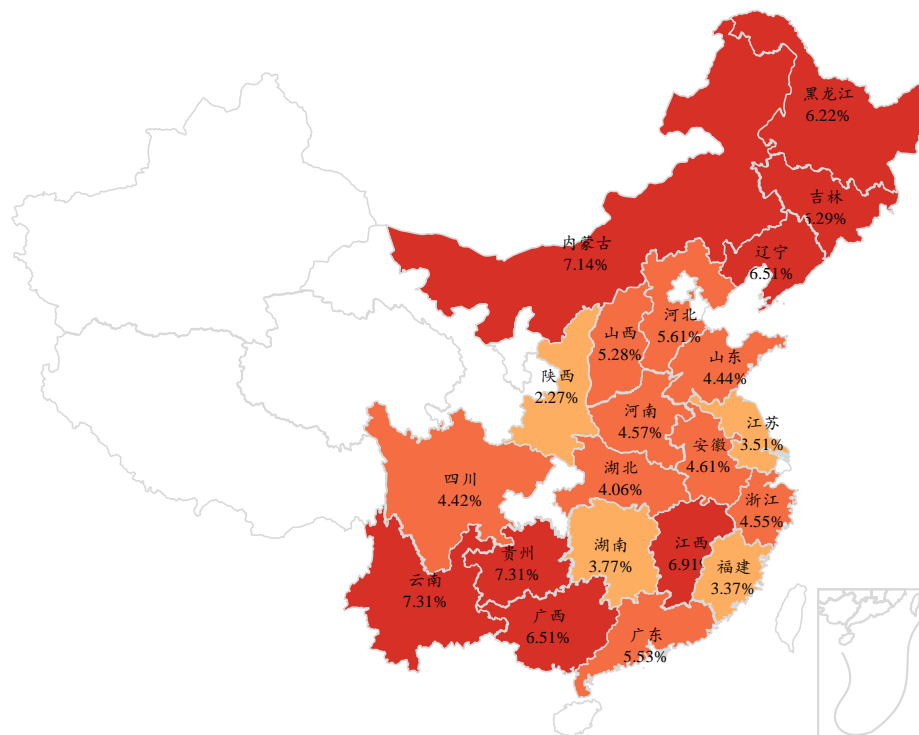 黑龙江
6.22%
吉林
6.29%
内蒙古
7.14%
辽宁
6.51%
河北
5.61%
山西
5.28%
山东
4.44%
陕西
2.27%
河南
4.57%
江苏
3.51%
安徽
4.61%
湖北
4.06%
四川
4.42%
浙江
4.55%
湖南
3.77%
江西
6.91%
贵州
7.31%
福建
3.37%
云南
7.31%
广西
6.51%
广东
5.53%